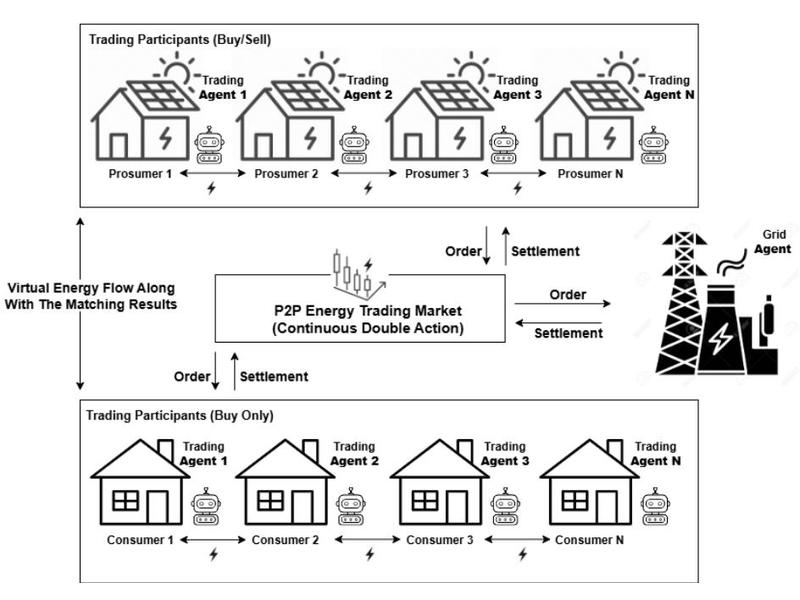 Trading Participants (Buy/Sell)
Trading
Agent 1
Trading
Agent 2
Trading
Agent 3
Trading
Agent N
Prosumer 1
Prosumer 2
Prosumer 3
Prosumer N
Order
Settlement
Grid
Agent
Virtual Energy Flow Along
With The Matching Results
P2P Energy Trading Market
(Continuous Double Action)
Order
Settlement
Order
Settlement
Trading Participants (Buy Only)
Trading
Agent 1
Trading
Agent 2
Trading
Agent 3
Trading
Agent N
Consumer 1
Consumer 2
Consumer 3
Consumer N